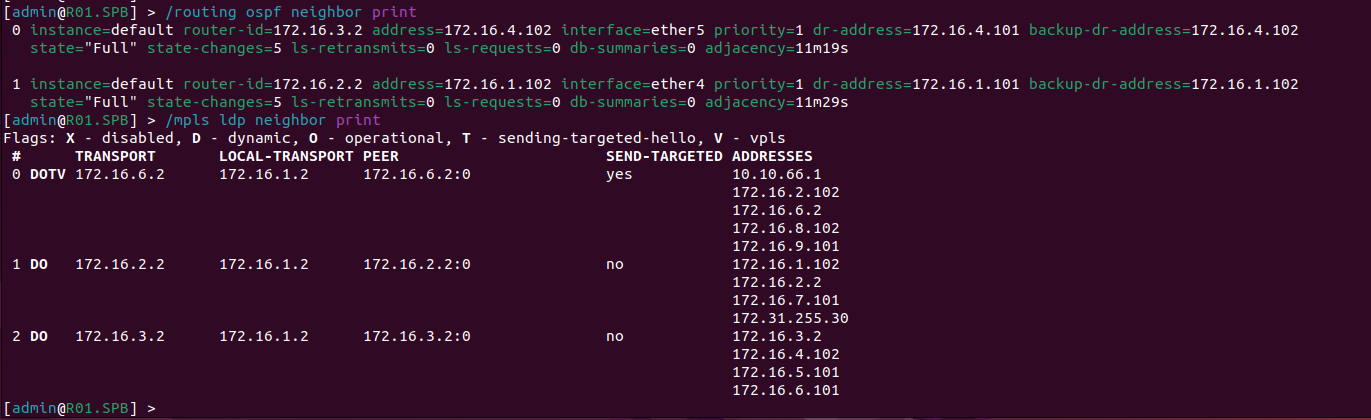 [admin@R01.SPB] > /routing ospf neighbor print
0 instance=default router-id=172.16.3.2 address=172.16.4.102 interface=ether5 priority=1 dr-address=172.16.4.101 backup-dr-address=172.16.4.102
state="Full" state-changes=5 ls-retransmits=0 ls-requests=0 db-summaries=0 adjacency=11m19s
1 instance=default router-id=172.16.2.2 address=172.16.1.102 interface=ether4 priority=1 dr-address=172.16.1.101 backup-dr-address=172.16.1.102
state="Full" state-changes=5 ls-retransmits=0 ls-requests=0 db-summaries=0 adjacency=11m29s
[admin@R01.SPB] > /mpls ldp neighbor print
Flags: X - disabled, D - dynamic, O - operational, T - sending-targeted-hello, V - vpls
# TRANSPORT LOCAL-TRANSPORT PEER SEND-TARGETED ADDRESSES
0 DOTV 172.16.6.2 172.16.1.2 172.16.6.2:0 yes 10.10.66.1
172.16.2.102
172.16.6.2
172.16.8.102
172.16.9.101
1 DO 172.16.2.2 172.16.1.2 172.16.2.2:0 no 172.16.1.102
172.16.2.2
172.16.7.101
172.31.255.30
2 DO 172.16.3.2 172.16.1.2 172.16.3.2:0 no 172.16.3.2
172.16.4.102
172.16.5.101
172.16.6.101
[admin@R01.SPB] >